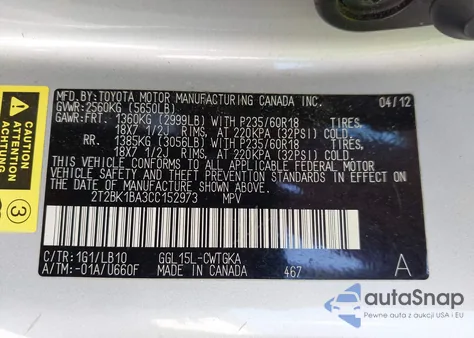 MFD.BY:TOYOTA MOTOR MANUFACTURING CANADA INC. 04/12
GVWR:2560KG (5650LB)
GAWR:FRT. 1360KG (2999LB) WITH P235/60R18 TIRES,
18X7 1/2J RIMS, AT 220KPA (32PSI) COLD.
RR. 1385KG (3056LB) WITH P235/60R18 TIRES,
18X7 1/2J RIMS, AT 220KPA (32PSI) COLD.
THIS VEHICLE CONFORMS TO ALL APPLICABLE FEDERAL MOTOR
VEHICLE SAFETY AND THEFT PREVENTION STANDARDS IN EFFECT
ON THE DATE OF MANUFACTURE SHOWN ABOVE.
2T2BK1BA3CC152973 MPV
C/TR:1G1/LB10 GGL15L-CWTGKA
A/TM:-01A/U660F MADE IN CANADA 467 A
CAUTION
ATTENTION
3
autoSnap
Pewne auta z USA i Kanady